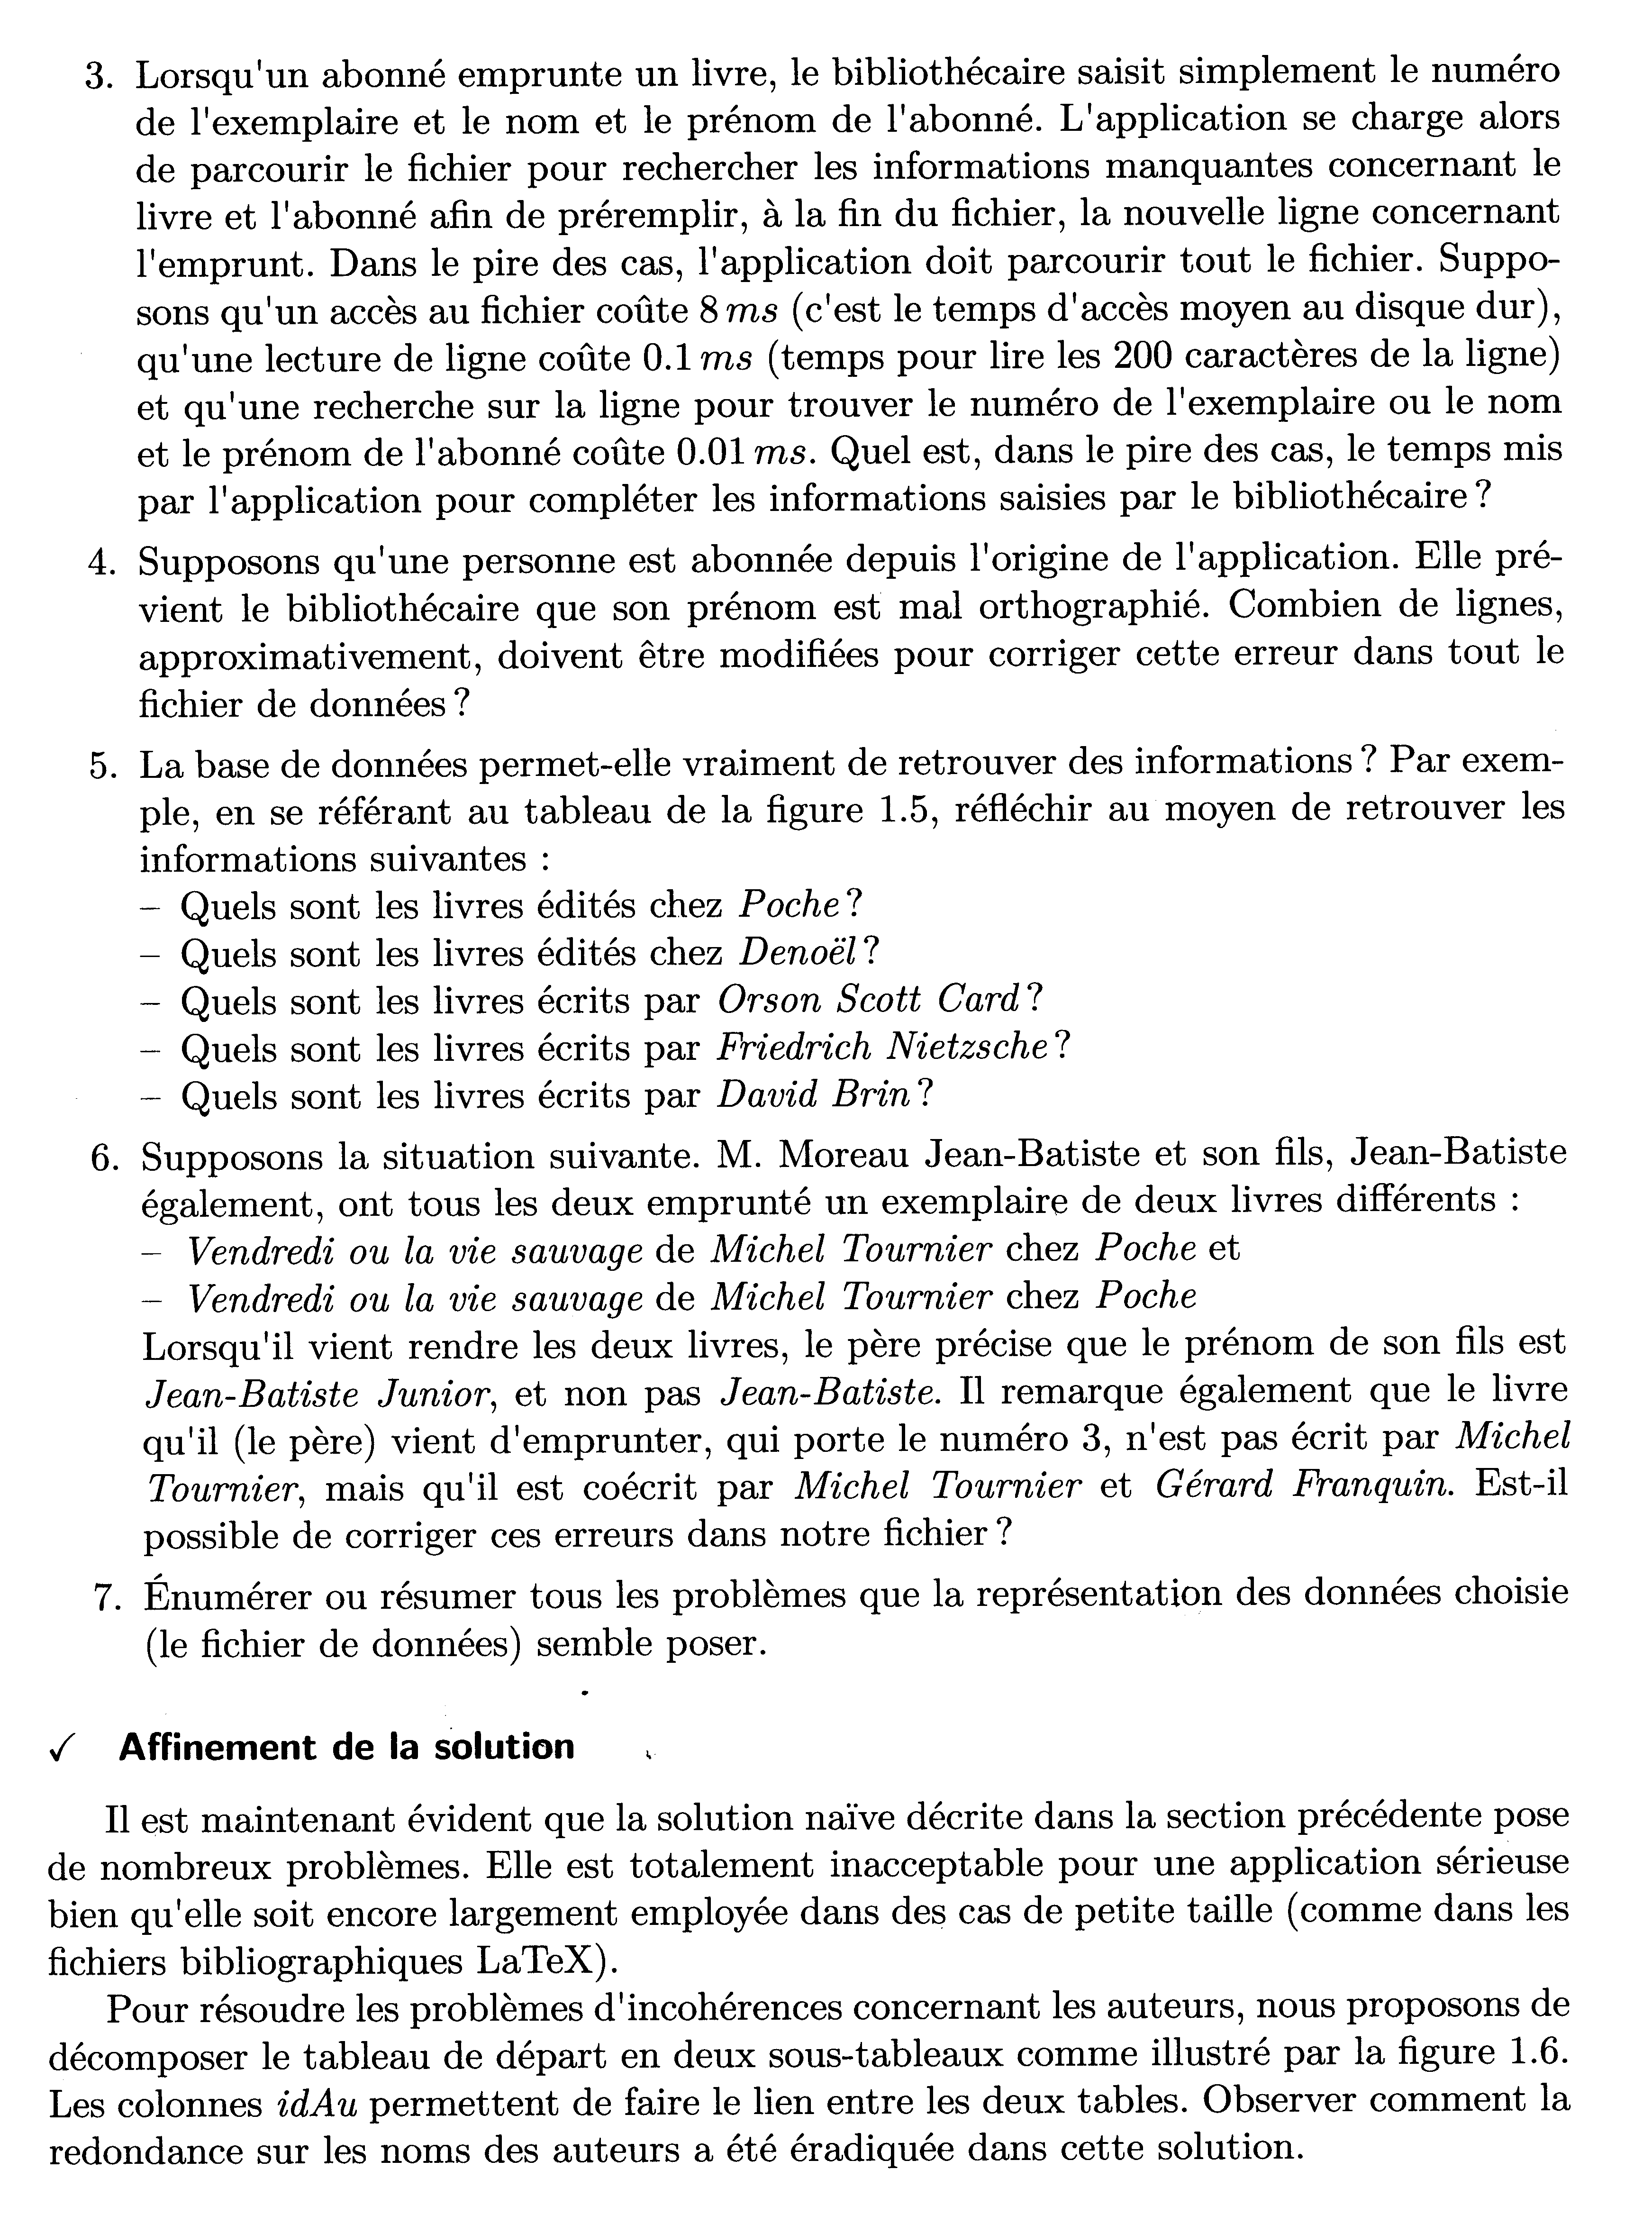 3. Lorsqu'un abonné emprunte un livre, le bibliothécaire saisit simplement le numéro
de l'exemplaire et le nom et le prénom de l'abonné. L'application se charge alors
de parcourir le fichier pour rechercher les informations manquantes concernant le
livre et l'abonné afin de préremplir, à la fin du fichier, la nouvelle ligne concernant
l'emprunt. Dans le pire des cas, l'application doit parcourir tout le fichier. Suppo-
sons qu'un accès au fichier coûte 8 ms (c'est le temps d'accès moyen au disque dur),
qu'une lecture de ligne coûte 0.1 ms (temps pour lire les 200 caractères de la ligne)
et qu'une recherche sur la ligne pour trouver le numéro de l'exemplaire ou le nom
et le prénom de l'abonné coûte 0.01 ms. Quel est, dans le pire des cas, le temps mis
par l'application pour compléter les informations saisies par le bibliothécaire ?
4. Supposons qu'une personne est abonnée depuis l'origine de l'application. Elle pré-
vient le bibliothécaire que son prénom est mal orthographié. Combien de lignes,
approximativement, doivent être modifiées pour corriger cette erreur dans tout le
fichier de données ?
5. La base de données permet-elle vraiment de retrouver des informations ? Par exem-
ple, en se référant au tableau de la figure 1.5, réfléchir au moyen de retrouver les
informations suivantes :
– Quels sont les livres édités chez Poche ?
– Quels sont les livres édités chez Denoël ?
– Quels sont les livres écrits par Orson Scott Card ?
– Quels sont les livres écrits par Friedrich Nietzsche ?
– Quels sont les livres écrits par David Brin ?
6. Supposons la situation suivante. M. Moreau Jean-Batiste et son fils, Jean-Batiste
également, ont tous les deux emprunté un exemplaire de deux livres différents :
– Vendredi ou la vie sauvage de Michel Tournier chez Poche et
– Vendredi ou la vie sauvage de Michel Tournier chez Poche
Lorsqu'il vient rendre les deux livres, le père précise que le prénom de son fils est
Jean-Batiste Junior, et non pas Jean-Batiste. Il remarque également que le livre
qu'il (le père) vient d'emprunter, qui porte le numéro 3, n'est pas écrit par Michel
Tournier, mais qu'il est coécrit par Michel Tournier et Gérard Franquin. Est-il
possible de corriger ces erreurs dans notre fichier ?
7. Énumérer ou résumer tous les problèmes que la représentation des données choisie
(le fichier de données) semble poser.
✓ Affinement de la solution
Il est maintenant évident que la solution naïve décrite dans la section précédente pose
de nombreux problèmes. Elle est totalement inacceptable pour une application sérieuse
bien qu'elle soit encore largement employée dans des cas de petite taille (comme dans les
fichiers bibliographiques LaTeX).
Pour résoudre les problèmes d'incohérences concernant les auteurs, nous proposons de
décomposer le tableau de départ en deux sous-tableaux comme illustré par la figure 1.6.
Les colonnes idAu permettent de faire le lien entre les deux tables. Observer comment la
redondance sur les noms des auteurs a été éradiquée dans cette solution.